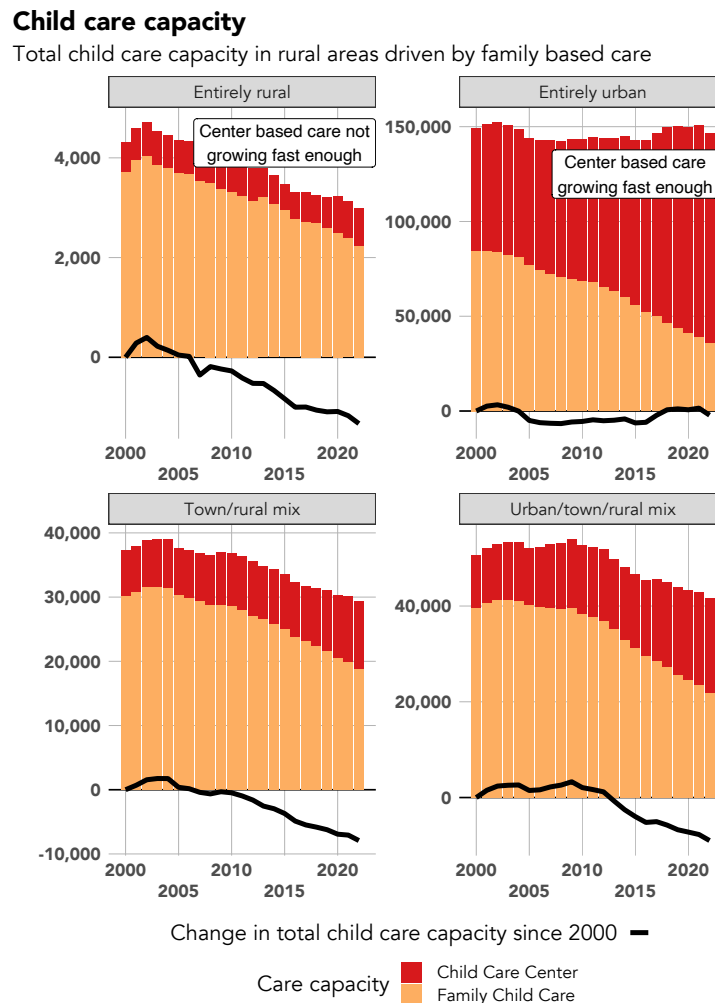 Child care capacity
Total child care capacity in rural areas driven by family based care
Entirely rural
Center based care not
growing fast enough
4,000
2,000
0
2000
2005
2010
2015
2020
Entirely urban
150,000
Center based care
growing fast enough
100,000
50,000
0
2000
2005
2010
2015
2020
Town/rural mix
40,000
30,000
20,000
10,000
0
-10,000
2000
2005
2010
2015
2020
Urban/town/rural mix
40,000
20,000
0
2000
2005
2010
2015
2020
Change in total child care capacity since 2000
Care capacity
Child Care Center
Family Child Care